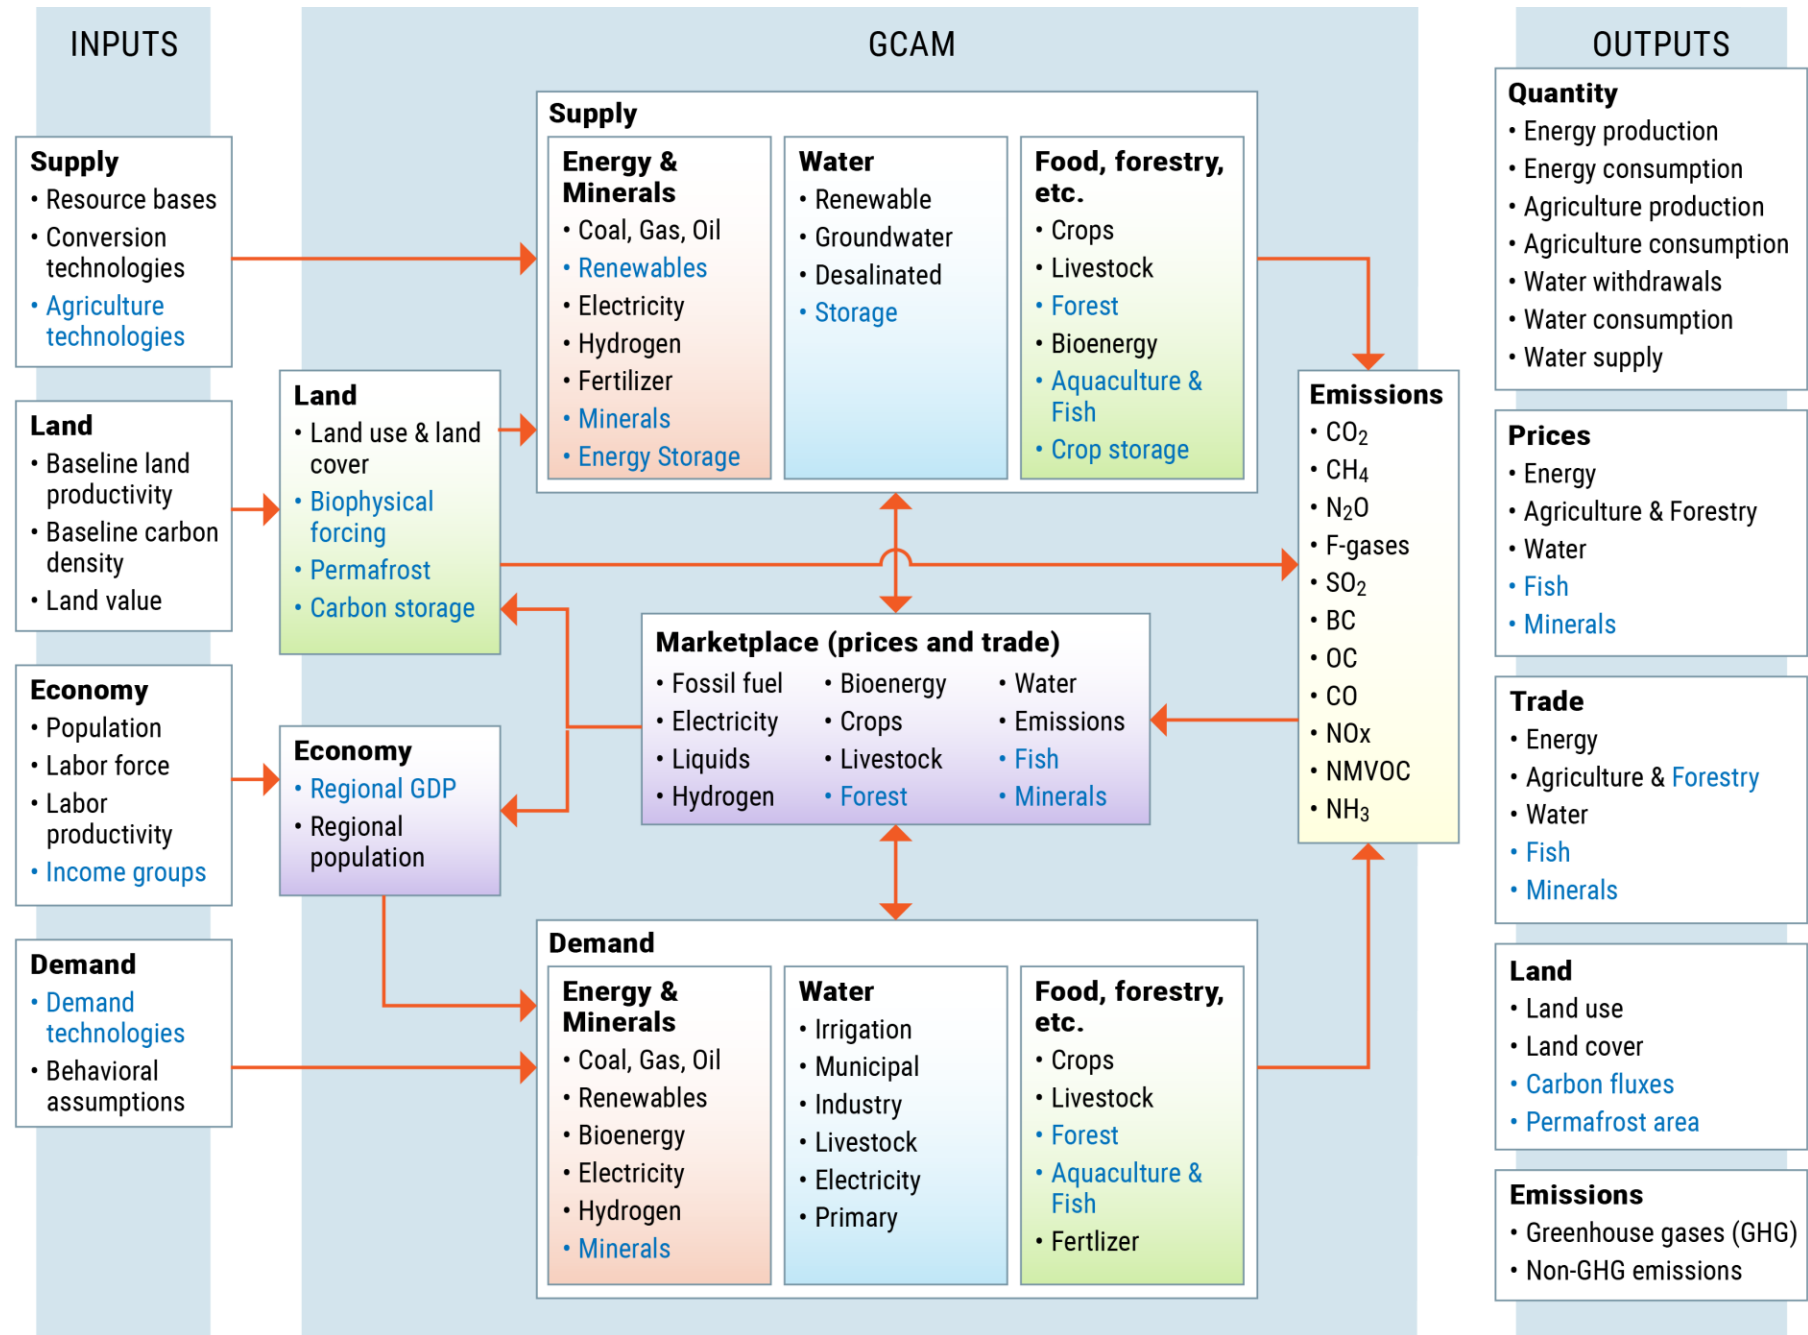 INPUTS
Supply
• Resource bases
• Conversion
technologies
• Agriculture
technologies
Land
• Baseline land
productivity
• Baseline carbon
density
• Land value
Economy
• Population
• Labor force
• Labor
productivity
• Income groups
Demand
• Demand
technologies
• Behavioral
assumptions
GCAM
Land
• Land use & land
cover
• Biophysical
forcing
• Permafrost
• Carbon storage
Economy
• Regional GDP
• Regional
population
Supply
Energy &
Minerals
• Coal, Gas, Oil
• Renewables
• Electricity
• Hydrogen
• Fertilizer
• Minerals
• Energy Storage
Water
• Renewable
• Groundwater
• Desalinated
• Storage
Food, forestry,
etc.
• Crops
• Livestock
• Forest
• Bioenergy
• Aquaculture &
Fish
• Crop storage
Marketplace (prices and trade)
• Fossil fuel
• Electricity
• Liquids
• Hydrogen
• Bioenergy
• Crops
• Livestock
• Forest
• Water
• Emissions
• Fish
• Minerals
Demand
Energy &
Minerals
• Coal, Gas, Oil
• Renewables
• Bioenergy
• Electricity
• Hydrogen
• Minerals
Water
• Irrigation
• Municipal
• Industry
• Livestock
• Electricity
• Primary
Food, forestry,
etc.
• Crops
• Livestock
• Forest
• Aquaculture &
Fish
• Fertlizer
Emissions
• CO₂
• CH₄
• N₂O
• F-gases
• SO₂
• BC
• OC
• CO
• NOx
• NMVOC
• NH₃
OUTPUTS
Quantity
• Energy production
• Energy consumption
• Agriculture production
• Agriculture consumption
• Water withdrawals
• Water consumption
• Water supply
Prices
• Energy
• Agriculture & Forestry
• Water
• Fish
• Minerals
Trade
• Energy
• Agriculture & Forestry
• Water
• Fish
• Minerals
Land
• Land use
• Land cover
• Carbon fluxes
• Permafrost area
Emissions
• Greenhouse gases (GHG)
• Non-GHG emissions